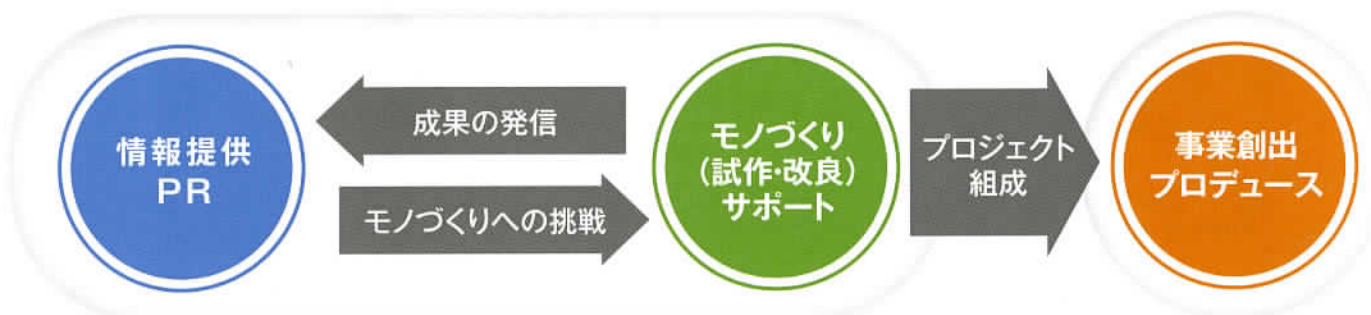 情報提供
PR
成果の発信
モノづくりへの挑戦
モノづくり
(試作・改良)
サポート
プロジェクト
組成
事業創出
プロデュース